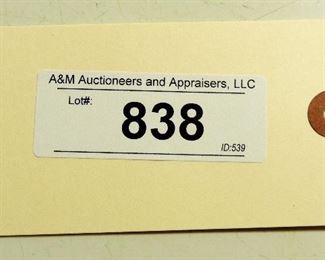 A&M Auctioneers and Appraisers, LLC
Lot#:
838
ID:539